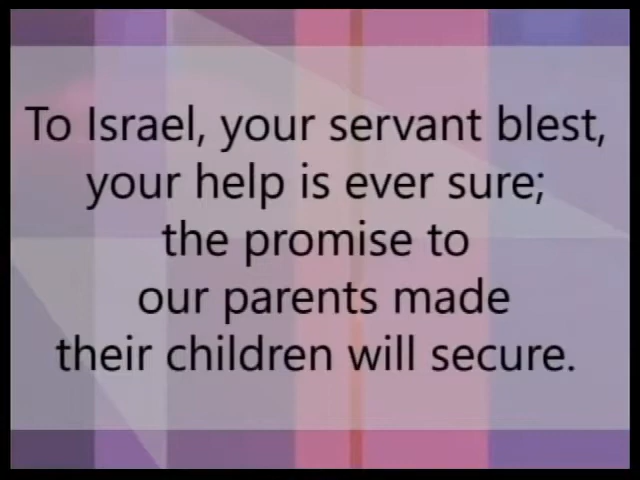 To Israel, your servant blest,
your help is ever sure;
the promise to
our parents made
their children will secure.